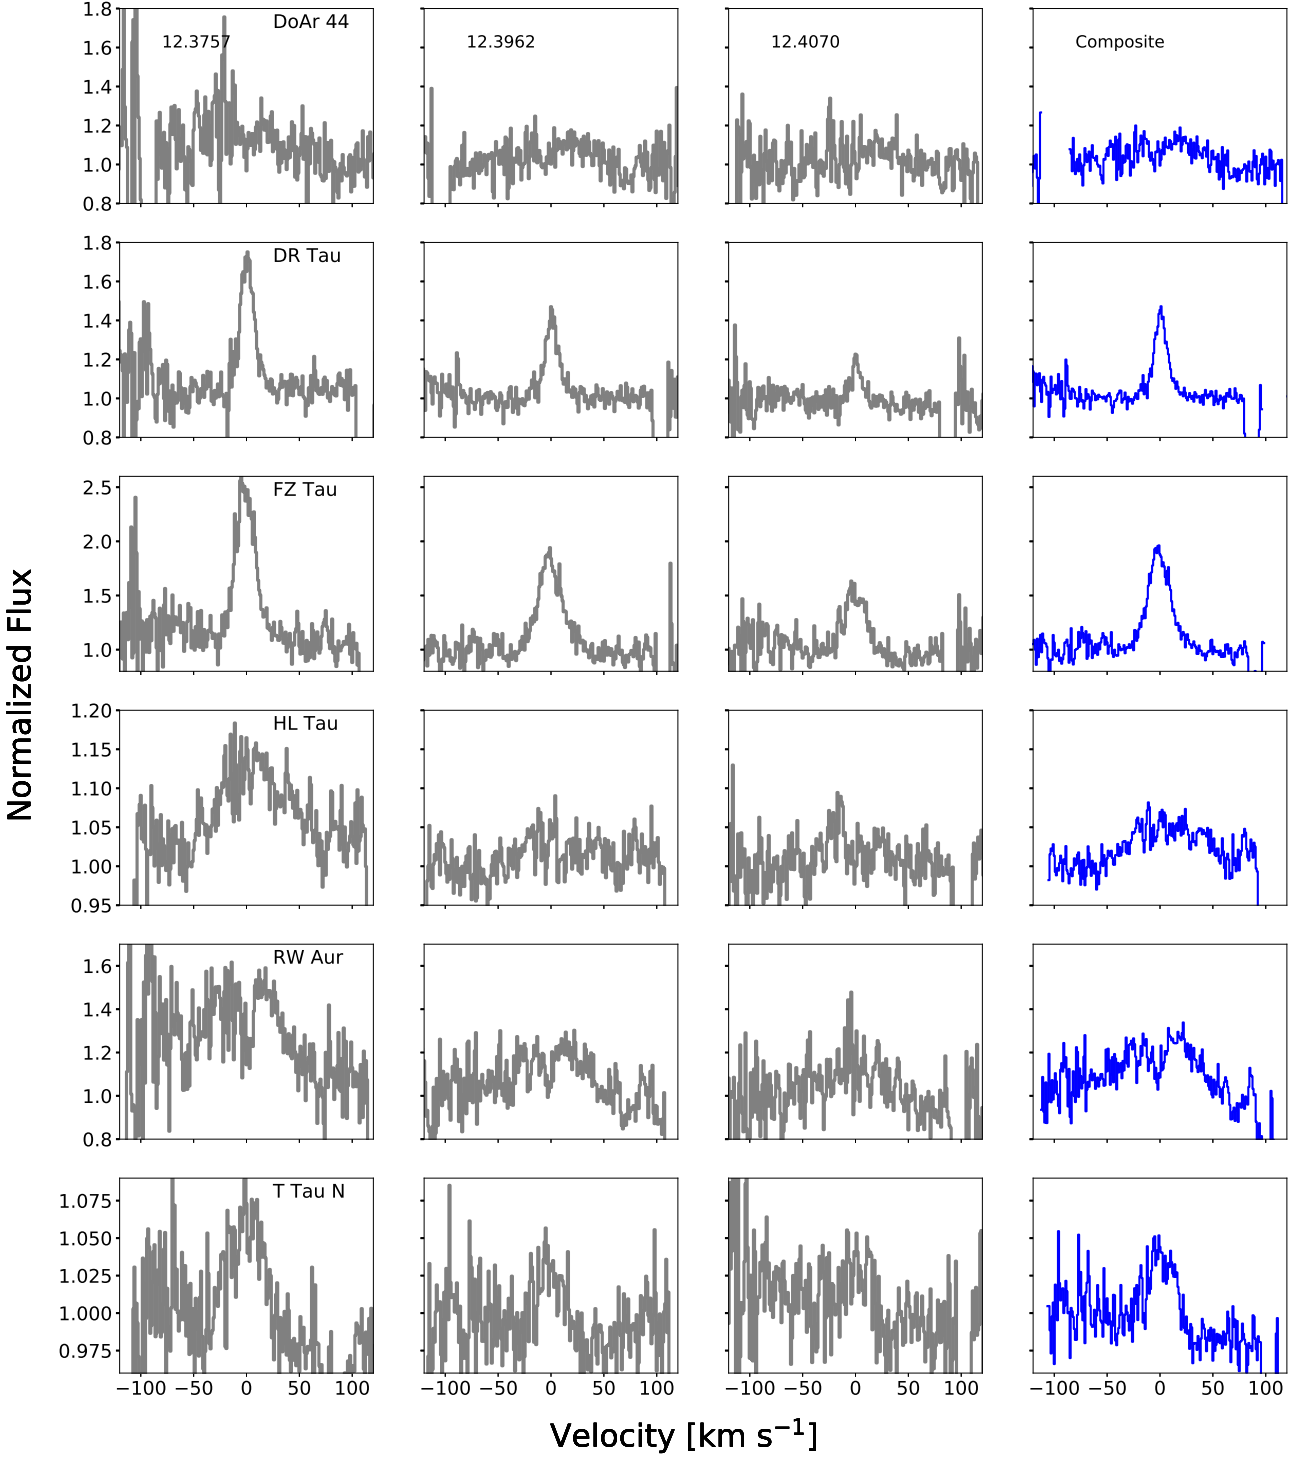 1.8 DoAr 44
1.6 12.3757 12.3962 12.4070 Composite
1.4
1.2
1.0
0.8
1.8 DR Tau
1.6
1.4
1.2
1.0
0.8
2.5 FZ Tau
2.0
1.5
1.0
Normalized Flux
1.20 HL Tau
1.15
1.10
1.05
1.00
0.95
RW Aur
1.6
1.4
1.2
1.0
0.8
T Tau N
1.075
1.050
1.025
1.000
0.975
−100 −50 0 50 100 −100 −50 0 50 100 −100 −50 0 50 100 −100 −50 0 50 100
Velocity [km s⁻¹]